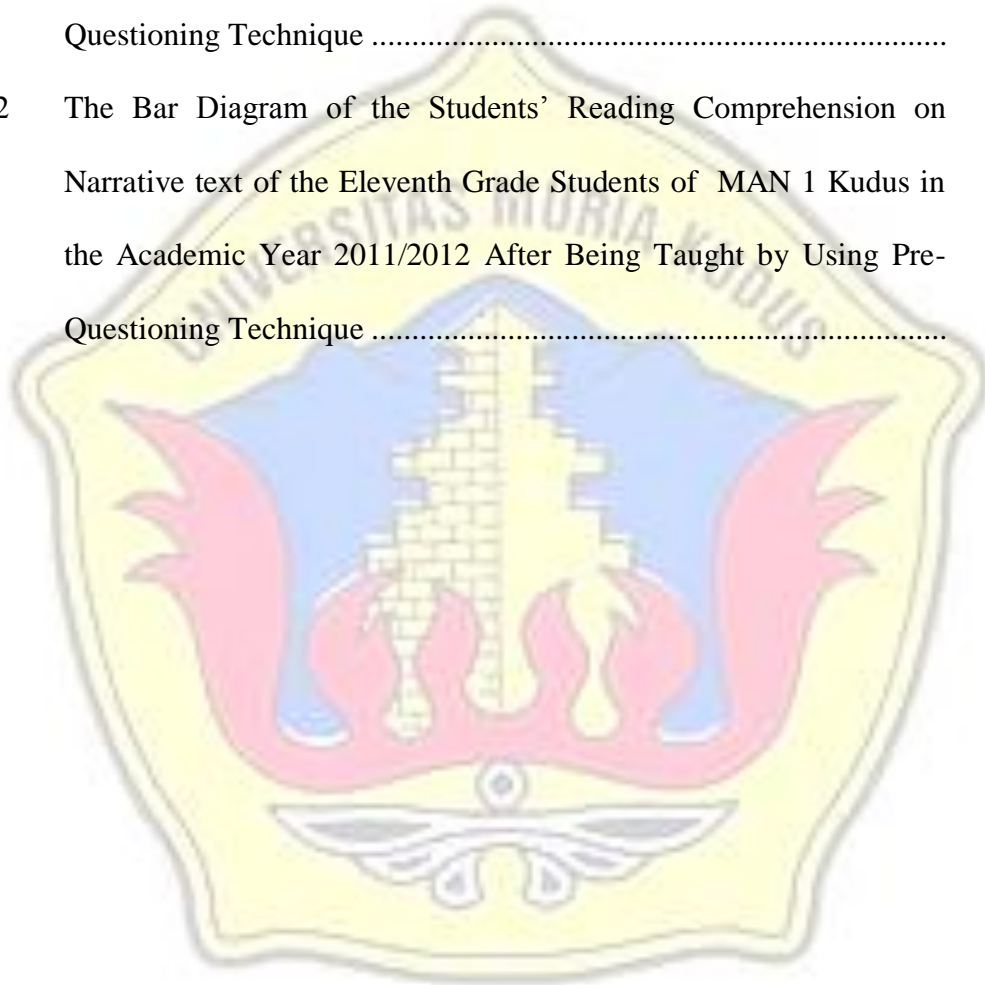 Questioning Technique .......................................................................
2 The Bar Diagram of the Students’ Reading Comprehension on
Narrative text of the Eleventh Grade Students of MAN 1 Kudus in
the Academic Year 2011/2012 After Being Taught by Using Pre-
Questioning Technique .......................................................................
UNIVERSITAS MURIA KUDUS